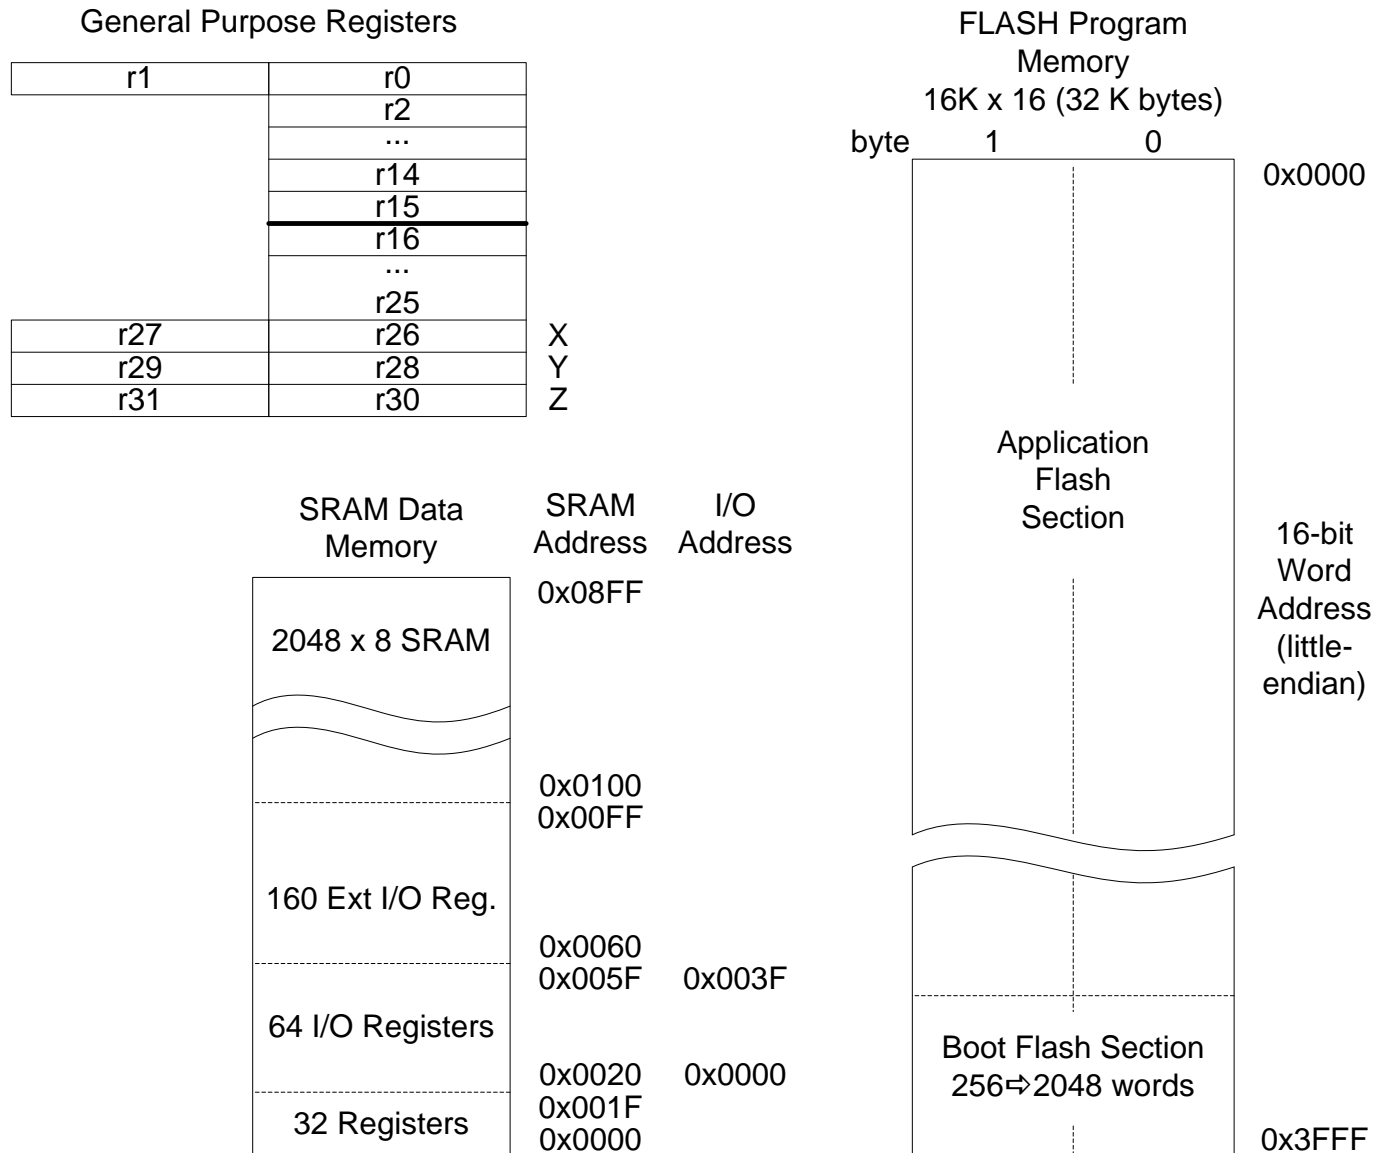 General Purpose Registers
r1 r0
r2
...
r14
r15
r16
...
r25
r27 r26 X
r29 r28 Y
r31 r30 Z
SRAM Data
Memory
SRAM
Address
I/O
Address
0x08FF
2048 x 8 SRAM
0x0100
0x00FF
160 Ext I/O Reg.
0x0060
0x005F 0x003F
64 I/O Registers
0x0020 0x0000
0x001F
32 Registers
0x0000
FLASH Program
Memory
16K x 16 (32 K bytes)
byte 1 0
0x0000
Application
Flash
Section
16-bit
Word
Address
(little-
endian)
Boot Flash Section
256⇨2048 words
0x3FFF